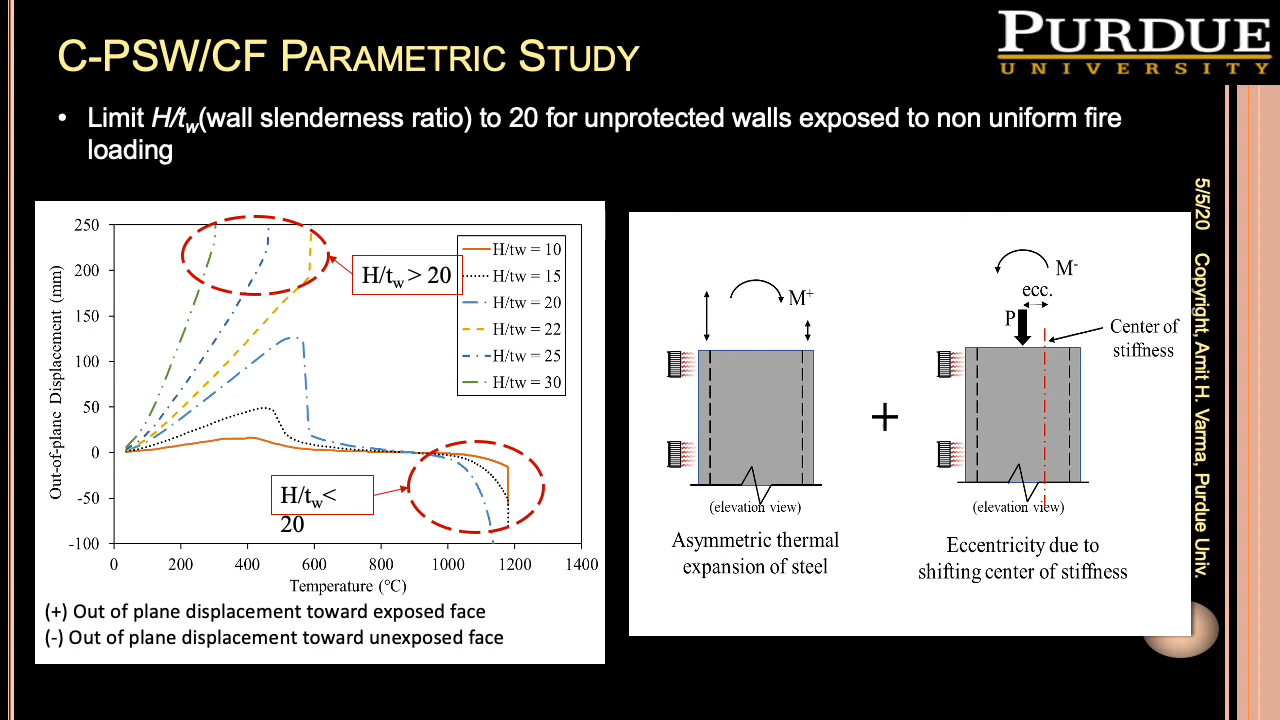 C-PSW/CF PARAMETRIC STUDY
PURDUE
UNIVERSITY
• Limit H/tw(wall slenderness ratio) to 20 for unprotected walls exposed to non uniform fire
loading
5/5/20 Copyright, Amit H. Varma, Purdue Univ.
Out-of-plane Displacement (mm)
250
200
150
100
50
0
-50
-100
0 200 400 600 800 1000 1200 1400
Temperature (°C)
H/tw = 10
H/tw = 15
H/tw = 20
H/tw = 22
H/tw = 25
H/tw = 30
H/tw > 20
H/tw<
20
(+) Out of plane displacement toward exposed face
(-) Out of plane displacement toward unexposed face
M+
(elevation view)
Asymmetric thermal
expansion of steel
+
M-
ecc.
P
Center of
stiffness
(elevation view)
Eccentricity due to
shifting center of stiffness